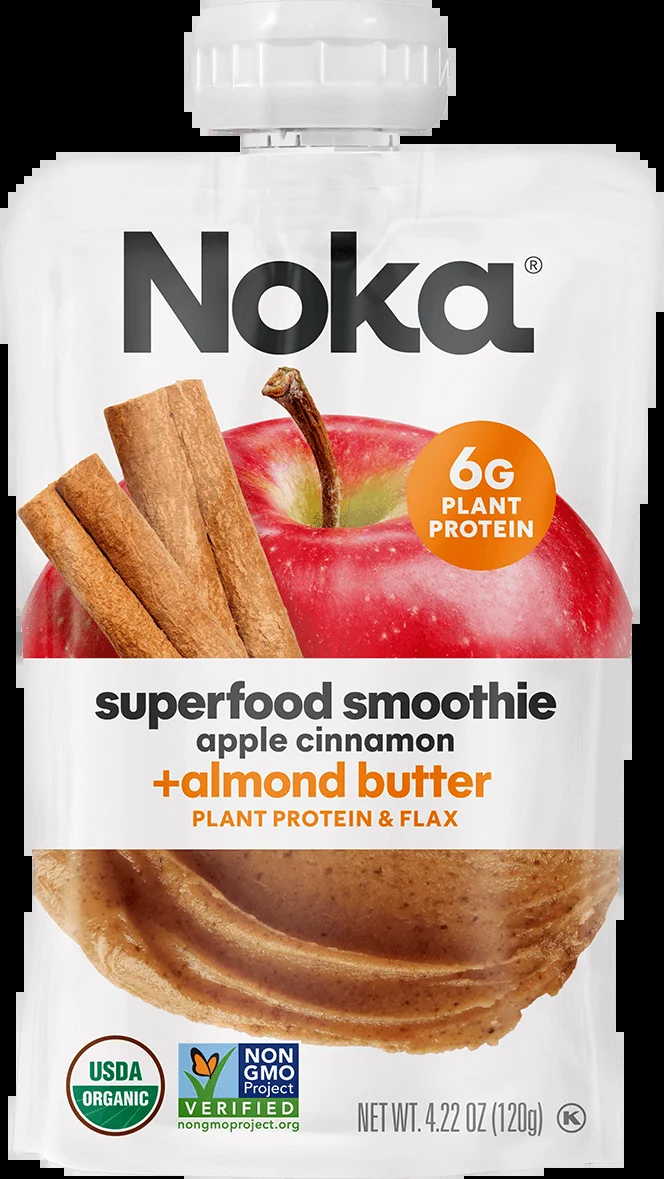 Noka®
6G
PLANT
PROTEIN
superfood smoothie
apple cinnamon
+almond butter
PLANT PROTEIN & FLAX
USDA
ORGANIC
NON
GMO
Project
VERIFIED
nongmoproject.org
NET WT. 4.22 OZ (120g)
K